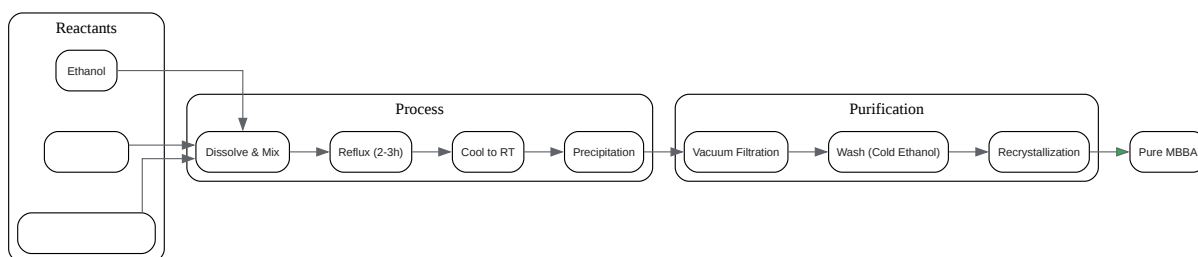 Reactants
Ethanol
Process
Dissolve & Mix
Reflux (2-3h)
Cool to RT
Precipitation
Purification
Vacuum Filtration
Wash (Cold Ethanol)
Recrystallization
Pure MBBA